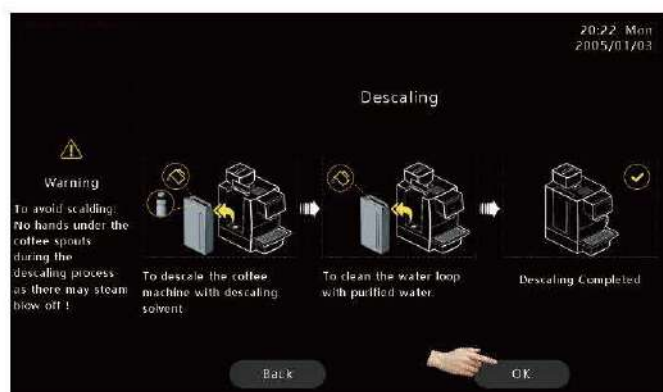 20:22 Mon
2005/01/03
Descaling
Warning
To avoid scalding:
No hands under the
coffee spouts
during the
descaling process
as there may steam
blow off !
To descale the coffee
machine with descaling
solvent
To clean the water loop
with purified water.
Descaling Completed
Back
OK